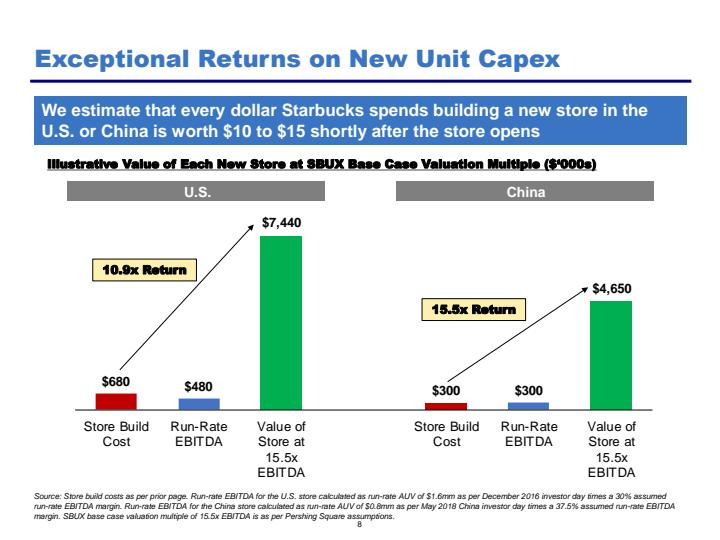 Exceptional Returns on New Unit Capex
We estimate that every dollar Starbucks spends building a new store in the
U.S. or China is worth $10 to $15 shortly after the store opens
Illustrative Value of Each New Store at SBUX Base Case Valuation Multiple ($'000s)
U.S.
$7,440
10.9x Return
$680
$480
Store Build
Cost
Run-Rate
EBITDA
Value of
Store at
15.5x
EBITDA
China
$4,650
15.5x Return
$300
$300
Store Build
Cost
Run-Rate
EBITDA
Value of
Store at
15.5x
EBITDA
Source: Store build costs as per prior page. Run-rate EBITDA for the U.S. store calculated as run-rate AUV of $1.6mm as per December 2016 investor day times a 30% assumed
run-rate EBITDA margin. Run-rate EBITDA for the China store calculated as run-rate AUV of $0.8mm as per May 2018 China investor day times a 37.5% assumed run-rate EBITDA
margin. SBUX base case valuation multiple of 15.5x EBITDA is as per Pershing Square assumptions.
8